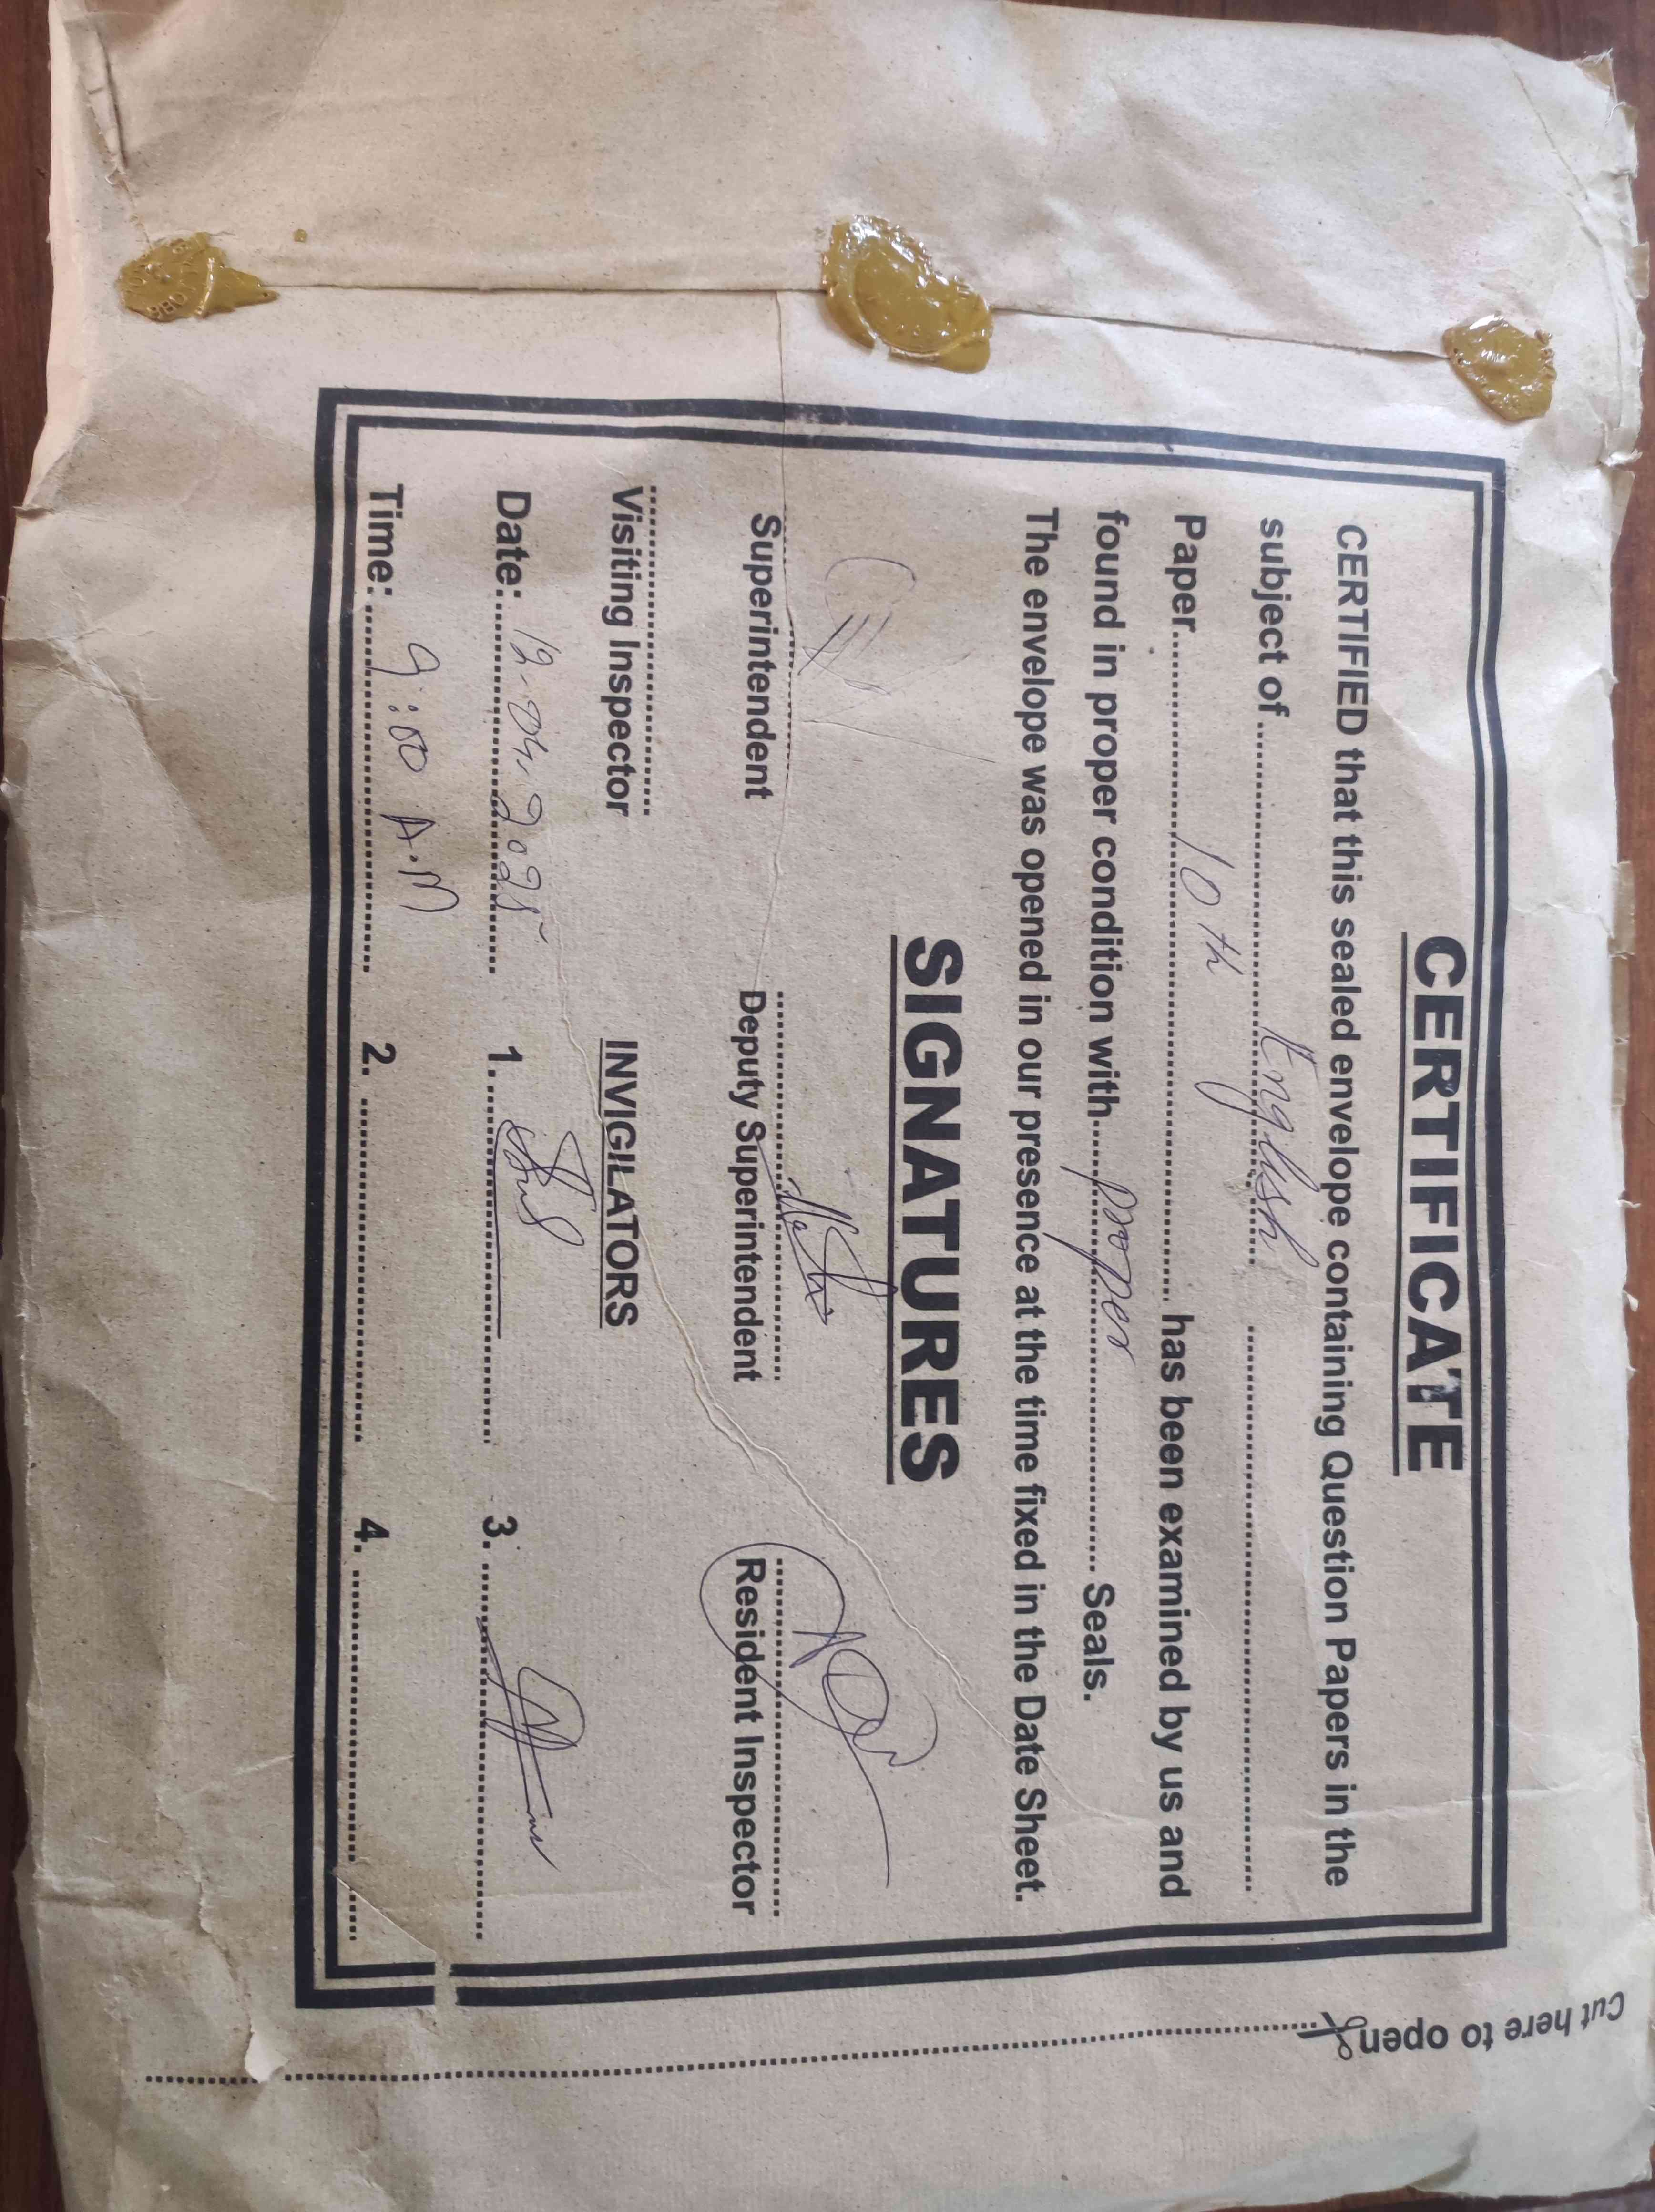 CERTIFICATE
CERTIFIED that this sealed envelope containing Question Papers in the
subject of .......... English ..........
Paper .......... 10th .......... has been examined by us and
found in proper condition with .......... proper .......... Seals.
The envelope was opened in our presence at the time fixed in the Date Sheet.
SIGNATURES
Superintendent Deputy Superintendent Resident Inspector
Visiting Inspector INVIGILATORS
Date: 12.04.2025 1. .......... 3. ..........
Time: 9:00 A.M 2. .......... 4. ..........
Cut here to open